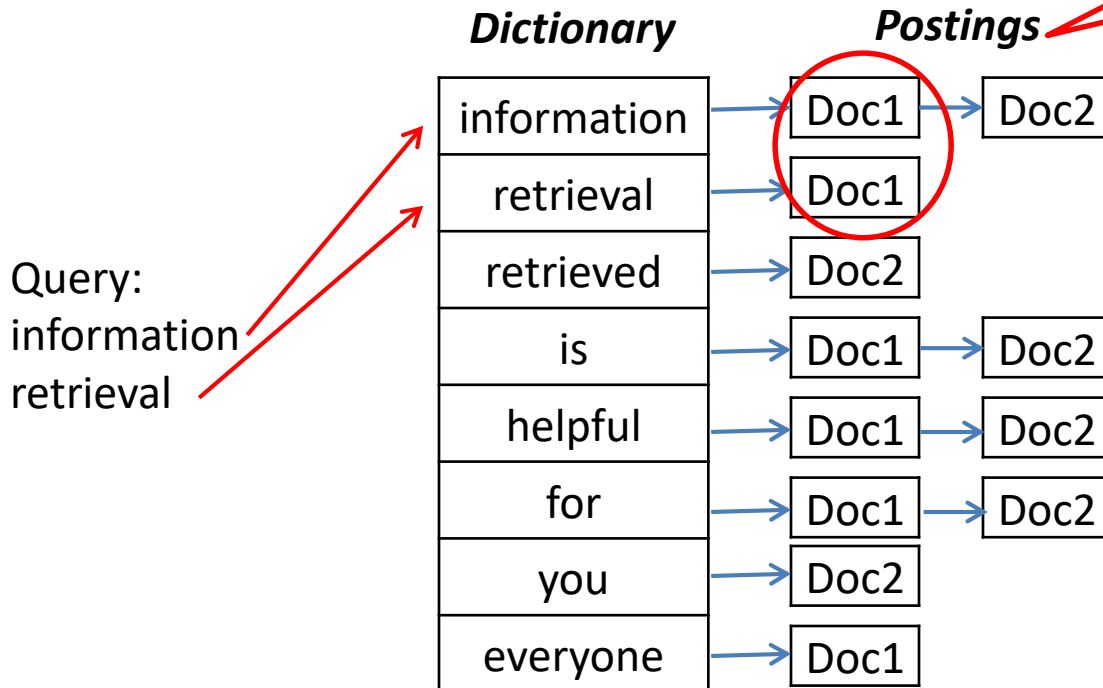 Dictionary Postings
information Doc1 Doc2
retrieval Doc1
retrieved Doc2
Query:
information
retrieval
is Doc1 Doc2
helpful Doc1 Doc2
for Doc1 Doc2
you Doc2
everyone Doc1